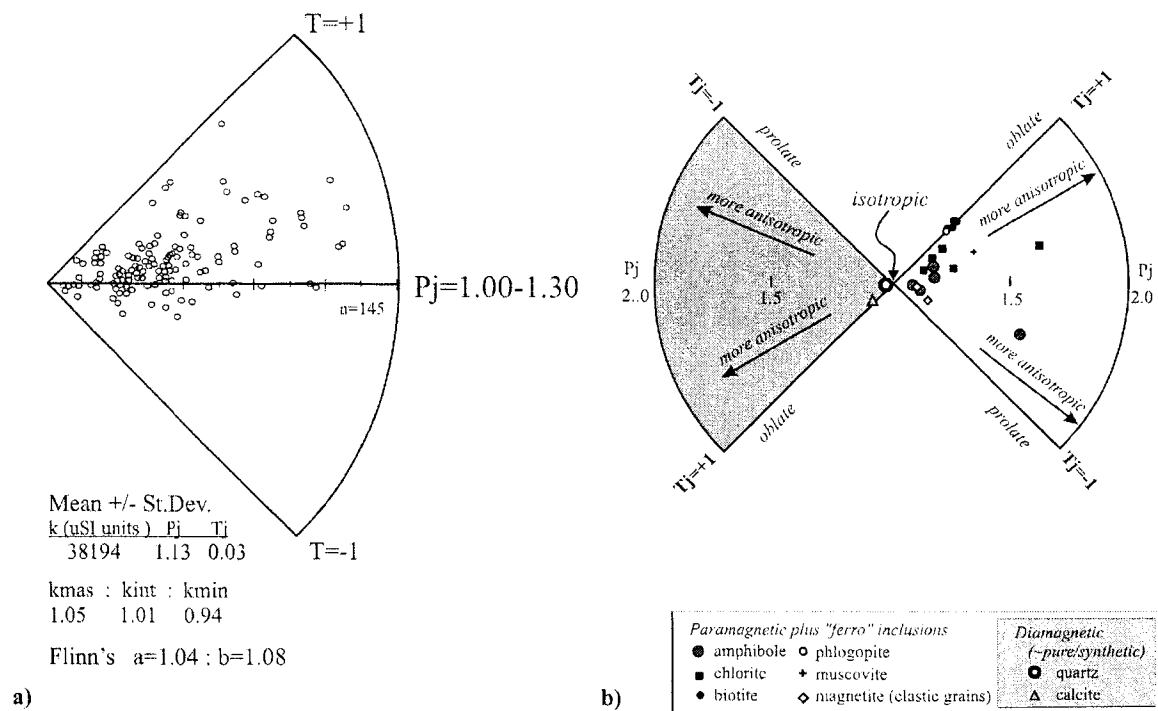 T=+1
n=145
Pj=1.00-1.30
T=-1
Mean +/- St.Dev.
k (uSI units ) Pj Tj
38194 1.13 0.03
kmas : kint : kmin
1.05 1.01 0.94
Flinn's a=1.04 : b=1.08
a)
Tj=-1
prolate
more anisotropic
Pj
2.0
1.5
more anisotropic
oblate
Tj=+1
isotropic
Tj=+1
oblate
more anisotropic
1.5
Pj
2.0
more anisotropic
prolate
Tj=-1
Paramagnetic plus "ferro" inclusions
amphibole
phlogopite
chlorite
muscovite
biotite
magnetite (clastic grains)
Diamagnetic
(~pure/synthetic)
quartz
calcite
b)